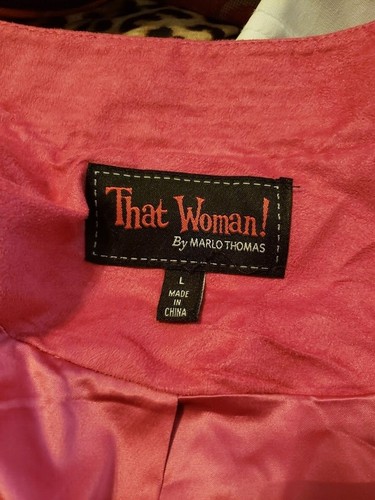 That Woman!
By MARLO THOMAS
L
MADE
IN
CHINA